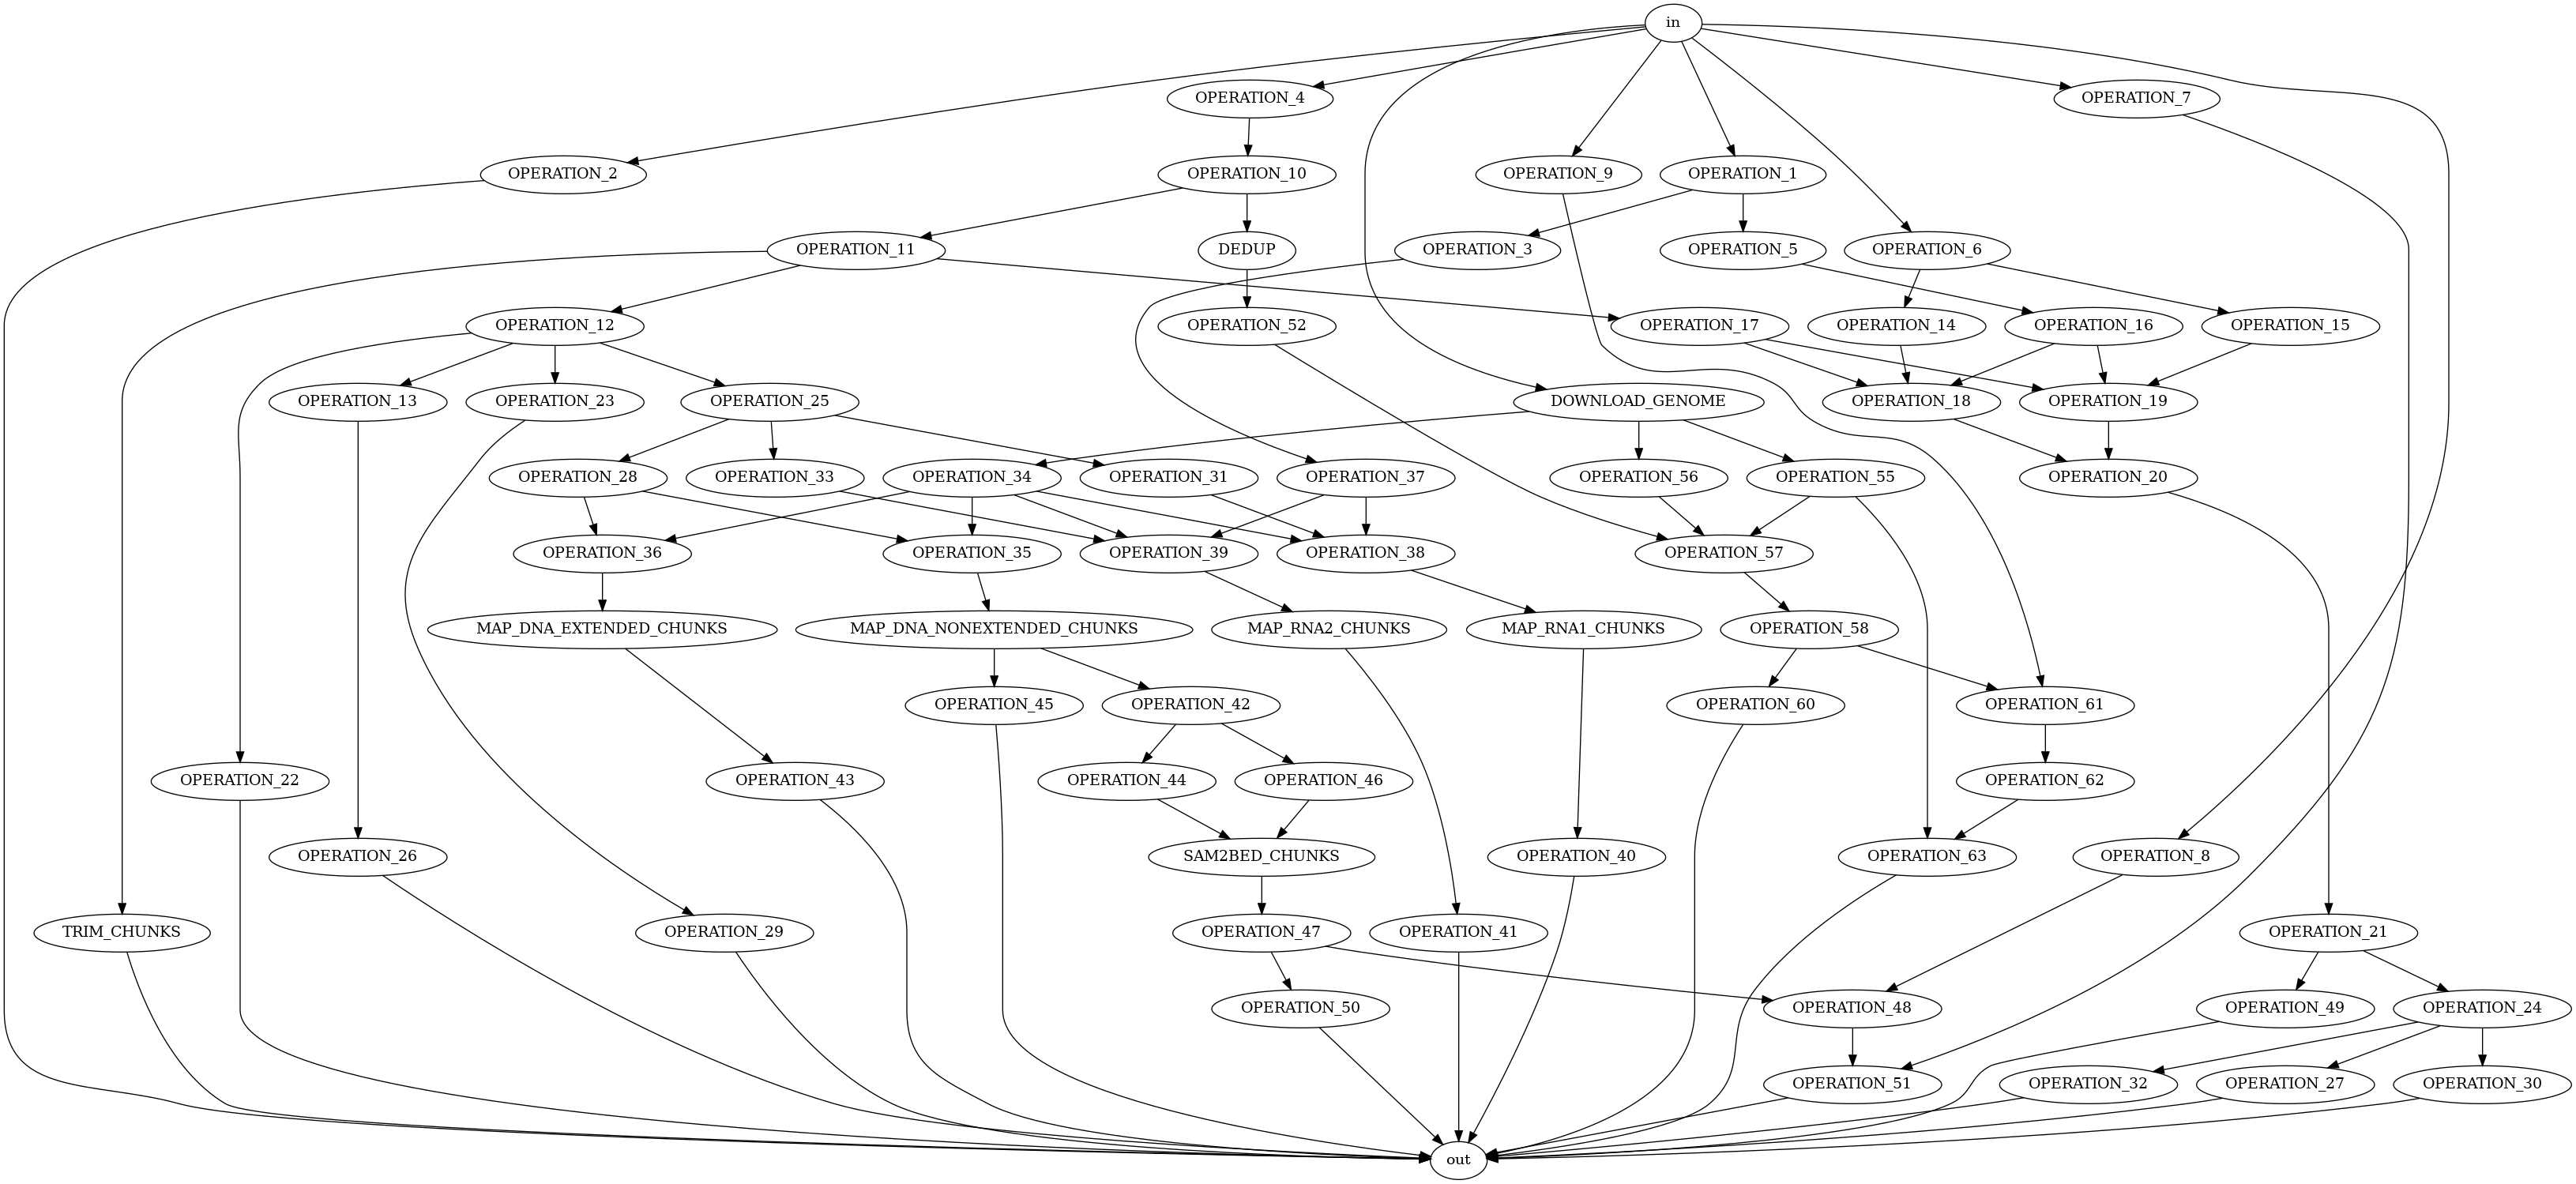 in
OPERATION_4
OPERATION_7
OPERATION_2
OPERATION_10
OPERATION_9
OPERATION_1
OPERATION_11
DEDUP
OPERATION_3
OPERATION_5
OPERATION_6
OPERATION_12
OPERATION_52
OPERATION_17
OPERATION_14
OPERATION_16
OPERATION_15
OPERATION_13
OPERATION_23
OPERATION_25
DOWNLOAD_GENOME
OPERATION_18
OPERATION_19
OPERATION_28
OPERATION_33
OPERATION_34
OPERATION_31
OPERATION_37
OPERATION_56
OPERATION_55
OPERATION_20
OPERATION_36
OPERATION_35
OPERATION_39
OPERATION_38
OPERATION_57
MAP_DNA_EXTENDED_CHUNKS
MAP_DNA_NONEXTENDED_CHUNKS
MAP_RNA2_CHUNKS
MAP_RNA1_CHUNKS
OPERATION_58
OPERATION_45
OPERATION_42
OPERATION_60
OPERATION_61
OPERATION_22
OPERATION_43
OPERATION_44
OPERATION_46
OPERATION_62
OPERATION_26
SAM2BED_CHUNKS
OPERATION_40
OPERATION_63
OPERATION_8
TRIM_CHUNKS
OPERATION_29
OPERATION_47
OPERATION_41
OPERATION_21
OPERATION_50
OPERATION_48
OPERATION_49
OPERATION_24
OPERATION_51
OPERATION_32
OPERATION_27
OPERATION_30
out